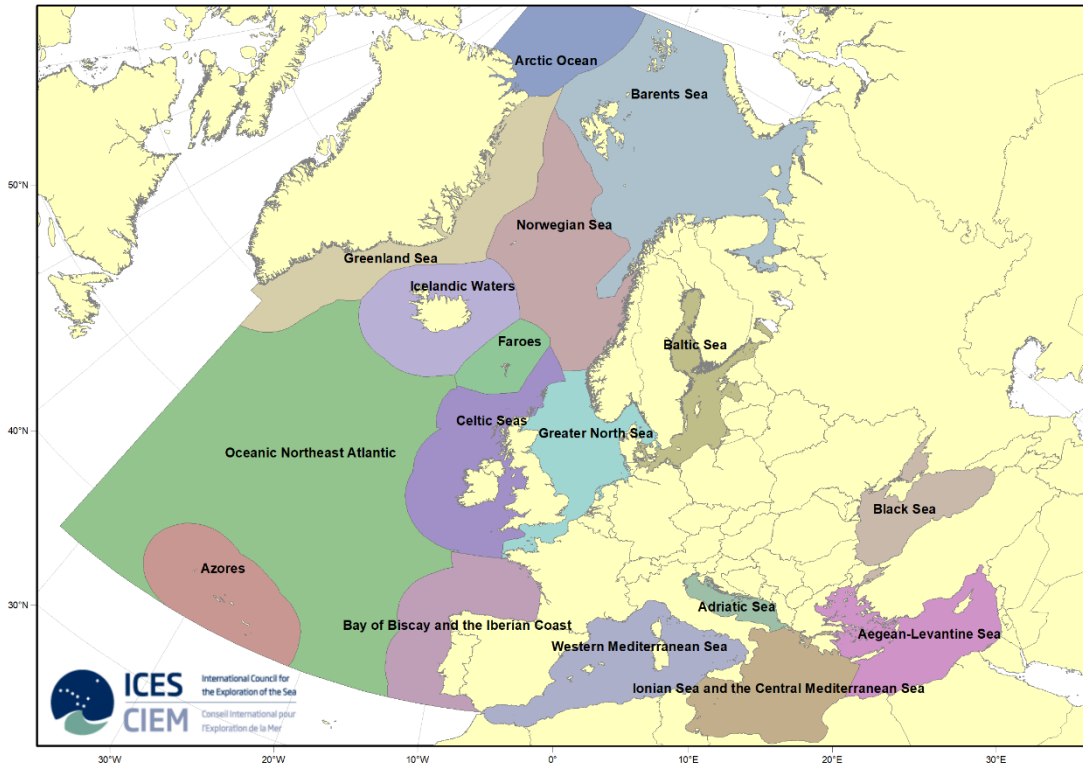 Arctic Ocean
Barents Sea
50°N
Norwegian Sea
Greenland Sea
Icelandic Waters
Faroes
Baltic Sea
40°N
Celtic Seas
Greater North Sea
Oceanic Northeast Atlantic
Black Sea
Azores
30°N
Adriatic Sea
Bay of Biscay and the Iberian Coast
Aegean-Levantine Sea
Western Mediterranean Sea
Ionian Sea and the Central Mediterranean Sea
ICES
CIEM
International Council for
the Exploration of the Sea
Conseil International pour
l'Exploration de la Mer
30°W
20°W
10°W
0°
10°E
20°E
30°E